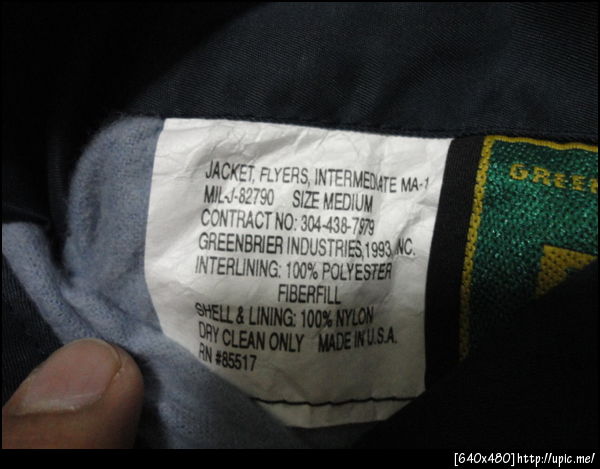 JACKET, FLYERS, INTERMEDIATE MA-1
MIL-J-82790 SIZE MEDIUM
CONTRACT NO: 304-438-7979
GREENBRIER INDUSTRIES,1993,INC.
INTERLINING: 100% POLYESTER
FIBERFILL
SHELL & LINING: 100% NYLON
DRY CLEAN ONLY MADE IN U.S.A.
RN #85517
GREE
[640x480]http://upic.me/